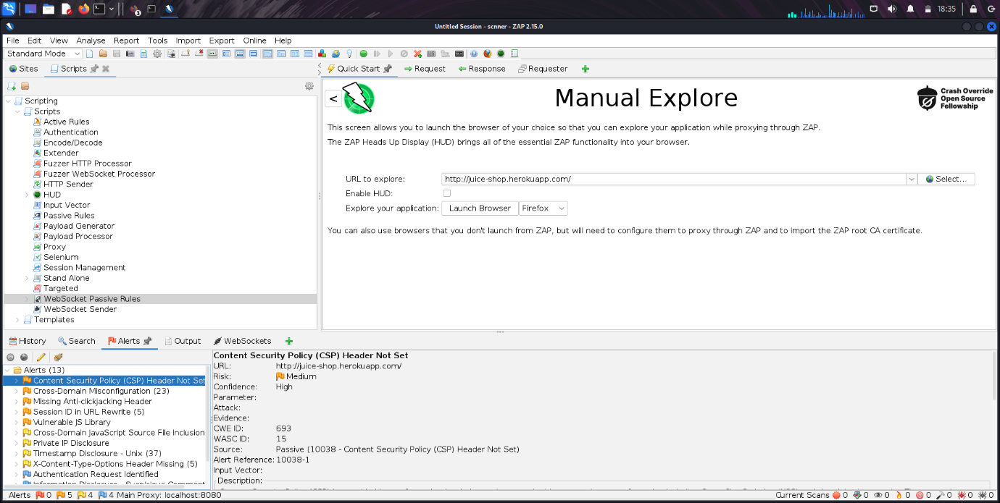 3
18:35
Untitled Session - scnner - ZAP 2.15.0
File Edit View Analyse Report Tools Import Export Online Help
Standard Mode
Sites Scripts
Quick Start Request Response Requester
Scripting
Scripts
Active Rules
Authentication
Encode/Decode
Extender
Fuzzer HTTP Processor
Fuzzer WebSocket Processor
HTTP Sender
HUD
Input Vector
Passive Rules
Payload Generator
Payload Processor
Proxy
Selenium
Session Management
Stand Alone
Targeted
WebSocket Passive Rules
WebSocket Sender
Templates
<
Manual Explore
Crash Override
Open Source
Fellowship
This screen allows you to launch the browser of your choice so that you can explore your application while proxying through ZAP.
The ZAP Heads Up Display (HUD) brings all of the essential ZAP functionality into your browser.
URL to explore: http://juice-shop.herokuapp.com/ Select...
Enable HUD:
Explore your application: Launch Browser Firefox
You can also use browsers that you don't launch from ZAP, but will need to configure them to proxy through ZAP and to import the ZAP root CA certificate.
History Search Alerts Output WebSockets
Alerts (13)
Content Security Policy (CSP) Header Not Set
Cross-Domain Misconfiguration (23)
Missing Anti-clickjacking Header
Session ID in URL Rewrite (5)
Vulnerable JS Library
Cross-Domain JavaScript Source File Inclusion
Private IP Disclosure
Timestamp Disclosure - Unix (37)
X-Content-Type-Options Header Missing (5)
Authentication Request Identified
Content Security Policy (CSP) Header Not Set
URL: http://juice-shop.herokuapp.com/
Risk: Medium
Confidence: High
Parameter:
Attack:
Evidence:
CWE ID: 693
WASC ID: 15
Source: Passive (10038 - Content Security Policy (CSP) Header Not Set)
Alert Reference: 10038-1
Input Vector:
Description:
Alerts 0 5 4 4 Main Proxy: localhost:8080
Current Scans 0 0 0 0 0 0 0 0